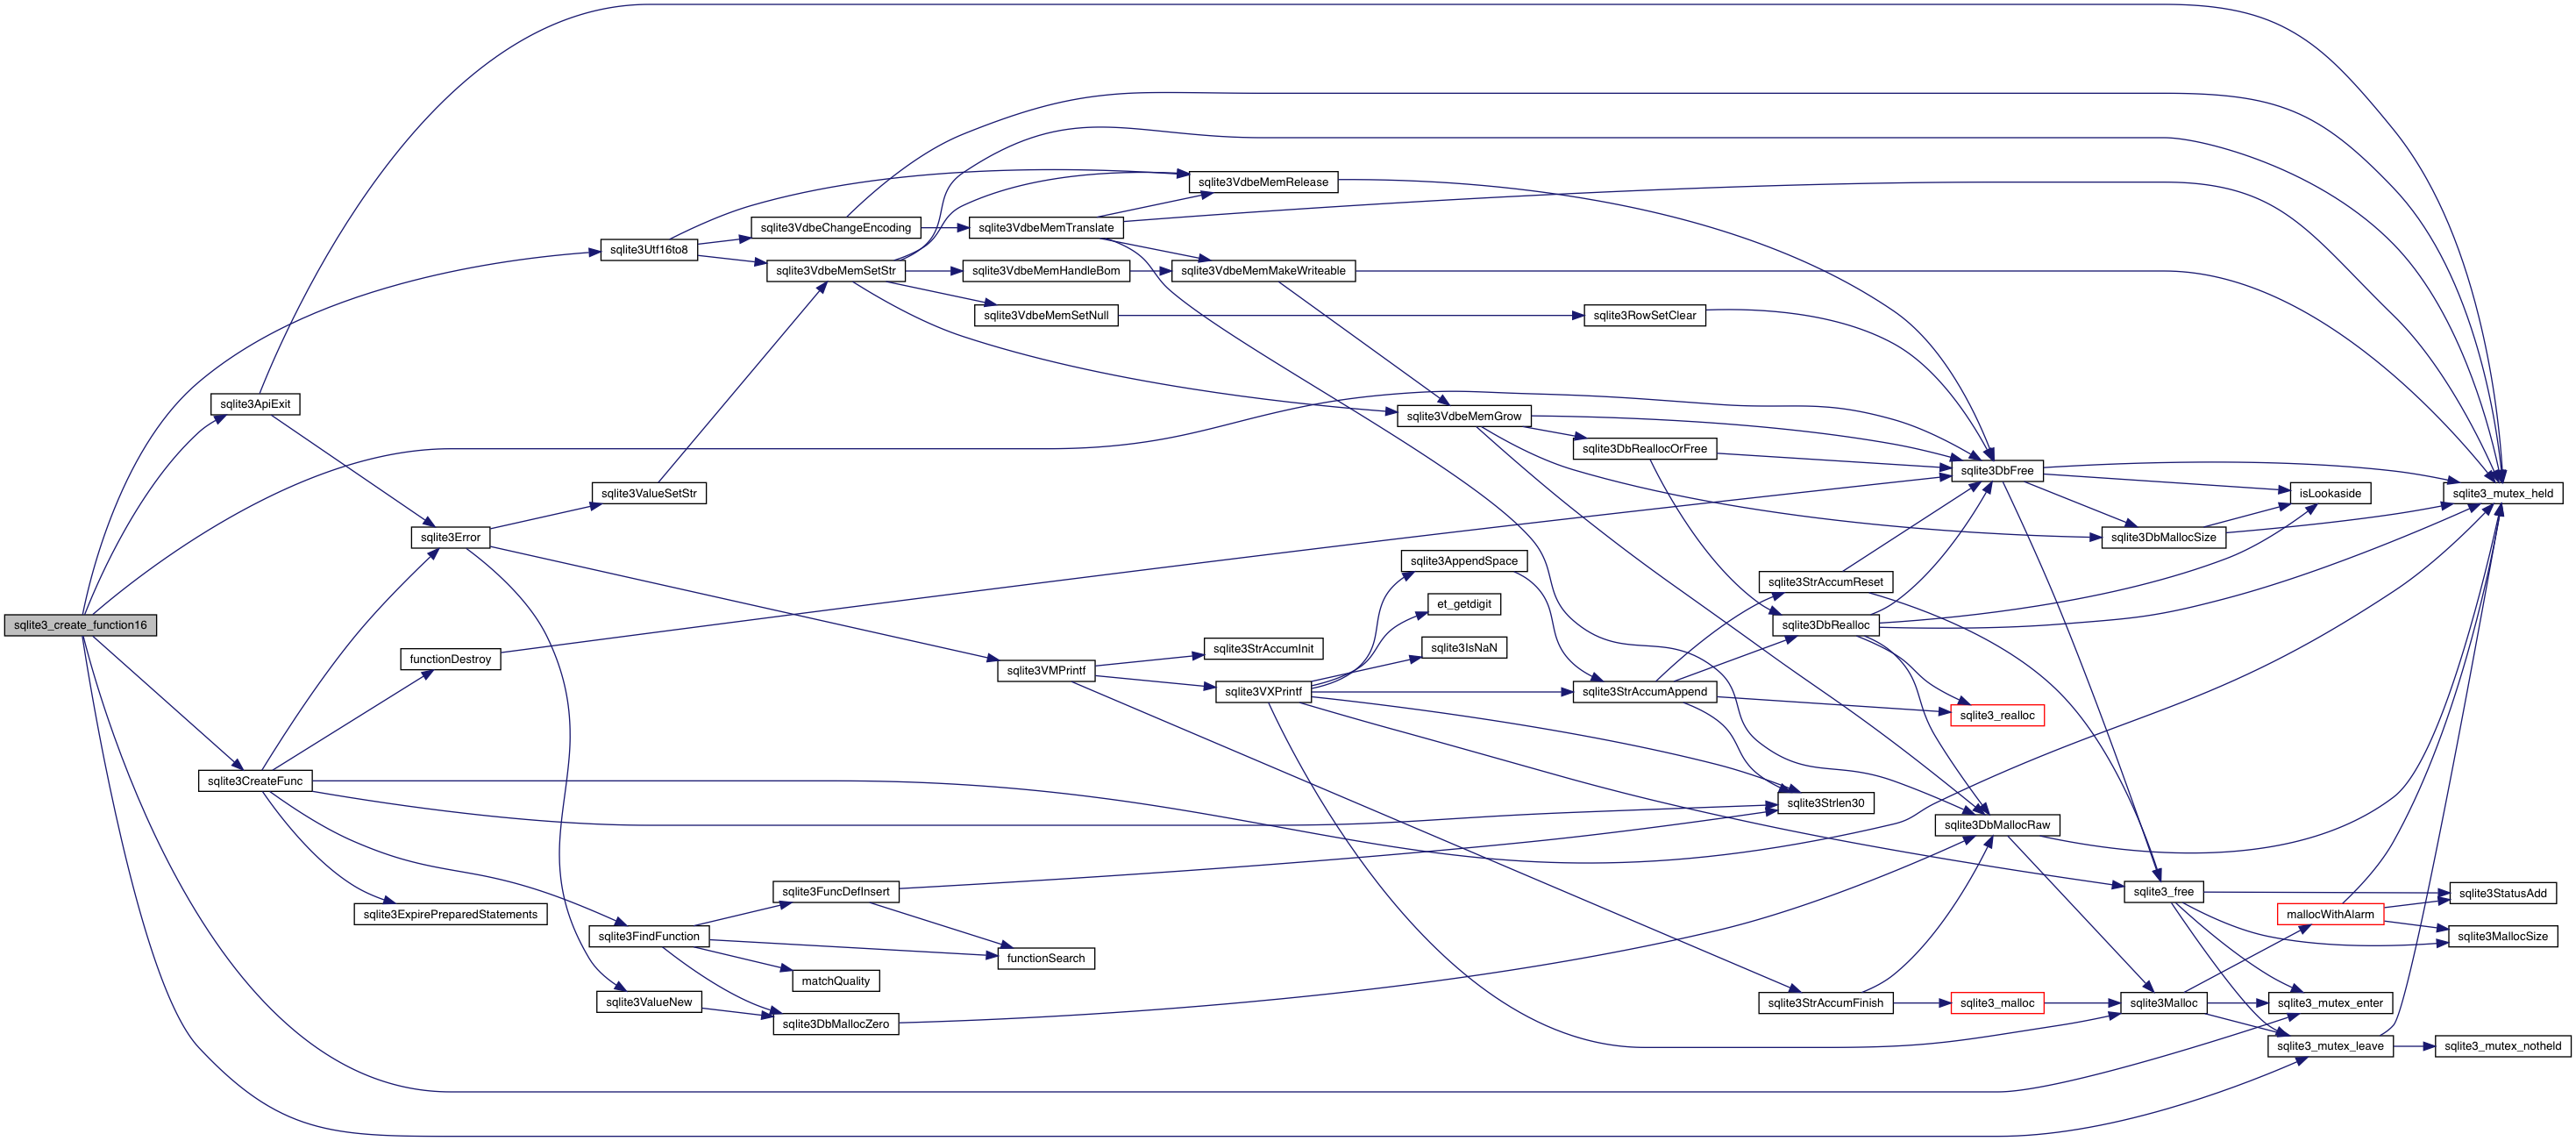 sqlite3_create_function16
sqlite3ApiExit
sqlite3CreateFunc
sqlite3Error
functionDestroy
sqlite3ExpirePreparedStatements
sqlite3Utf16to8
sqlite3ValueSetStr
sqlite3FindFunction
sqlite3ValueNew
sqlite3VdbeChangeEncoding
sqlite3VdbeMemSetStr
sqlite3FuncDefInsert
matchQuality
sqlite3DbMallocZero
sqlite3VdbeMemTranslate
sqlite3VdbeMemHandleBom
sqlite3VdbeMemSetNull
sqlite3VMPrintf
functionSearch
sqlite3VdbeMemRelease
sqlite3VdbeMemMakeWriteable
sqlite3StrAccumInit
sqlite3VXPrintf
sqlite3VdbeMemGrow
sqlite3AppendSpace
et_getdigit
sqlite3IsNaN
sqlite3RowSetClear
sqlite3DbReallocOrFree
sqlite3StrAccumAppend
sqlite3StrAccumReset
sqlite3DbRealloc
sqlite3Strlen30
sqlite3StrAccumFinish
sqlite3DbFree
sqlite3_realloc
sqlite3DbMallocRaw
sqlite3_malloc
sqlite3DbMallocSize
sqlite3_free
sqlite3Malloc
isLookaside
mallocWithAlarm
sqlite3_mutex_enter
sqlite3_mutex_leave
sqlite3_mutex_held
sqlite3StatusAdd
sqlite3MallocSize
sqlite3_mutex_notheld